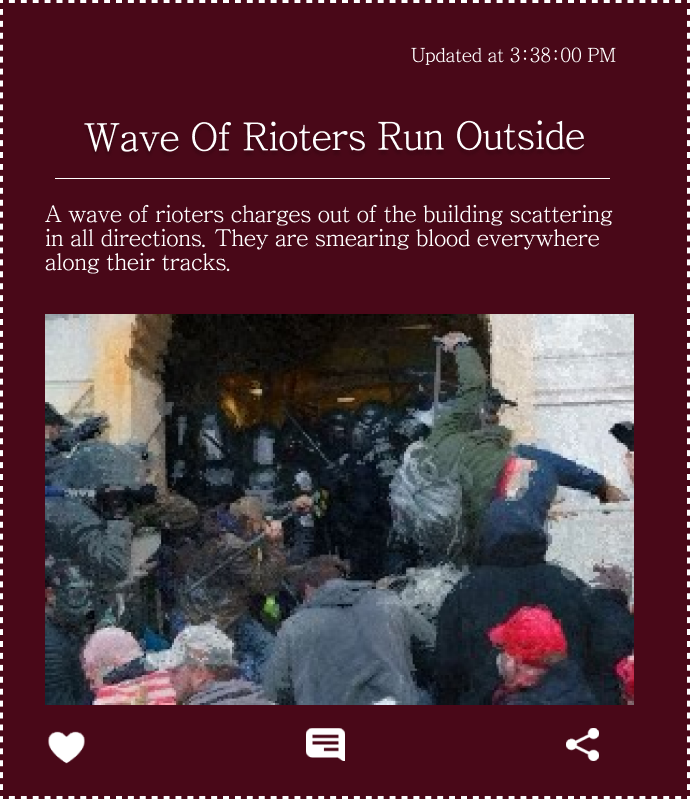 Updated at 3:38:00 PM
Wave Of Rioters Run Outside
A wave of rioters charges out of the building scattering
in all directions. They are smearing blood everywhere
along their tracks.